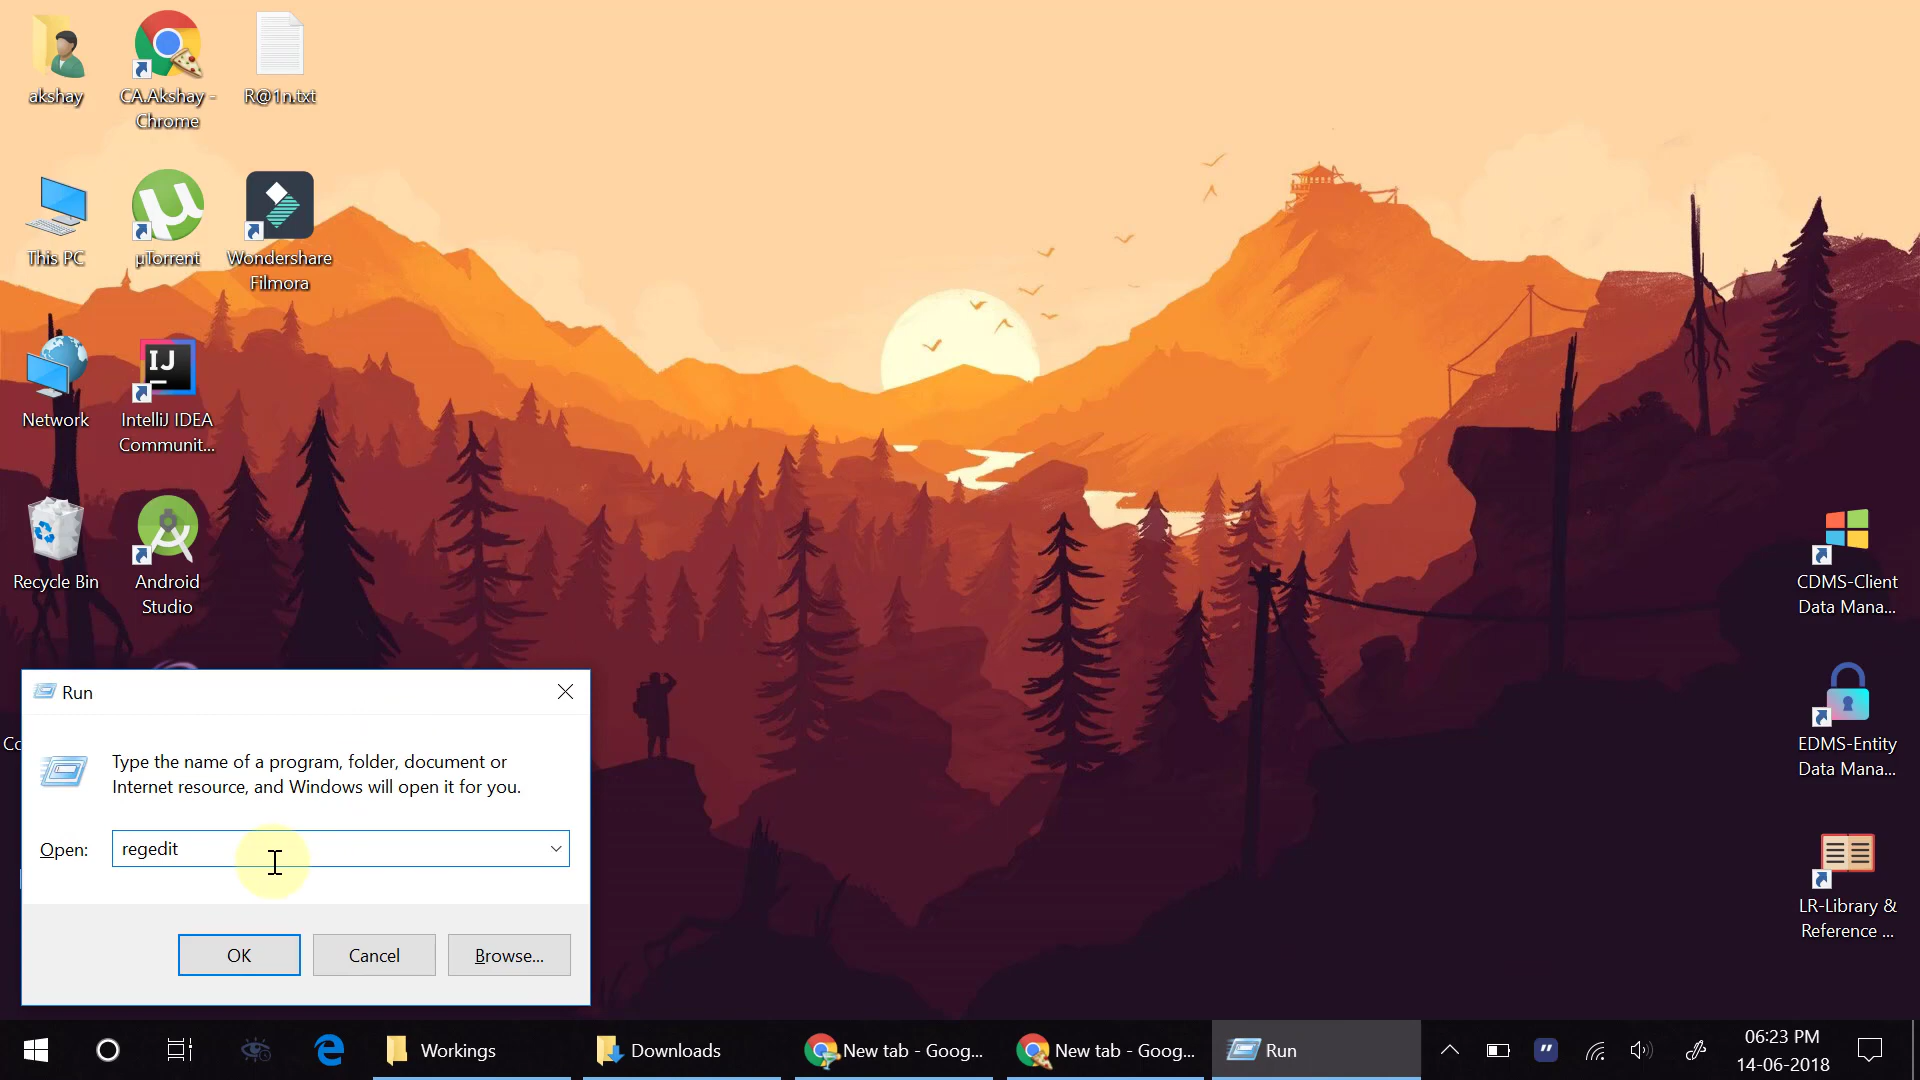 akshay
CA.Akshay -
Chrome
R@1n.txt
This PC
µTorrent
Wondershare
Filmora
Network
IJ
IntelliJ IDEA
Communit...
Recycle Bin
Android
Studio
CDMS-Client
Data Mana...
EDMS-Entity
Data Mana...
LR-Library &
Reference ...
Co
Run
Type the name of a program, folder, document or
Internet resource, and Windows will open it for you.
Open:
regedit
OK
Cancel
Browse...
Workings
Downloads
New tab - Goog...
New tab - Goog...
Run
06:23 PM
14-06-2018